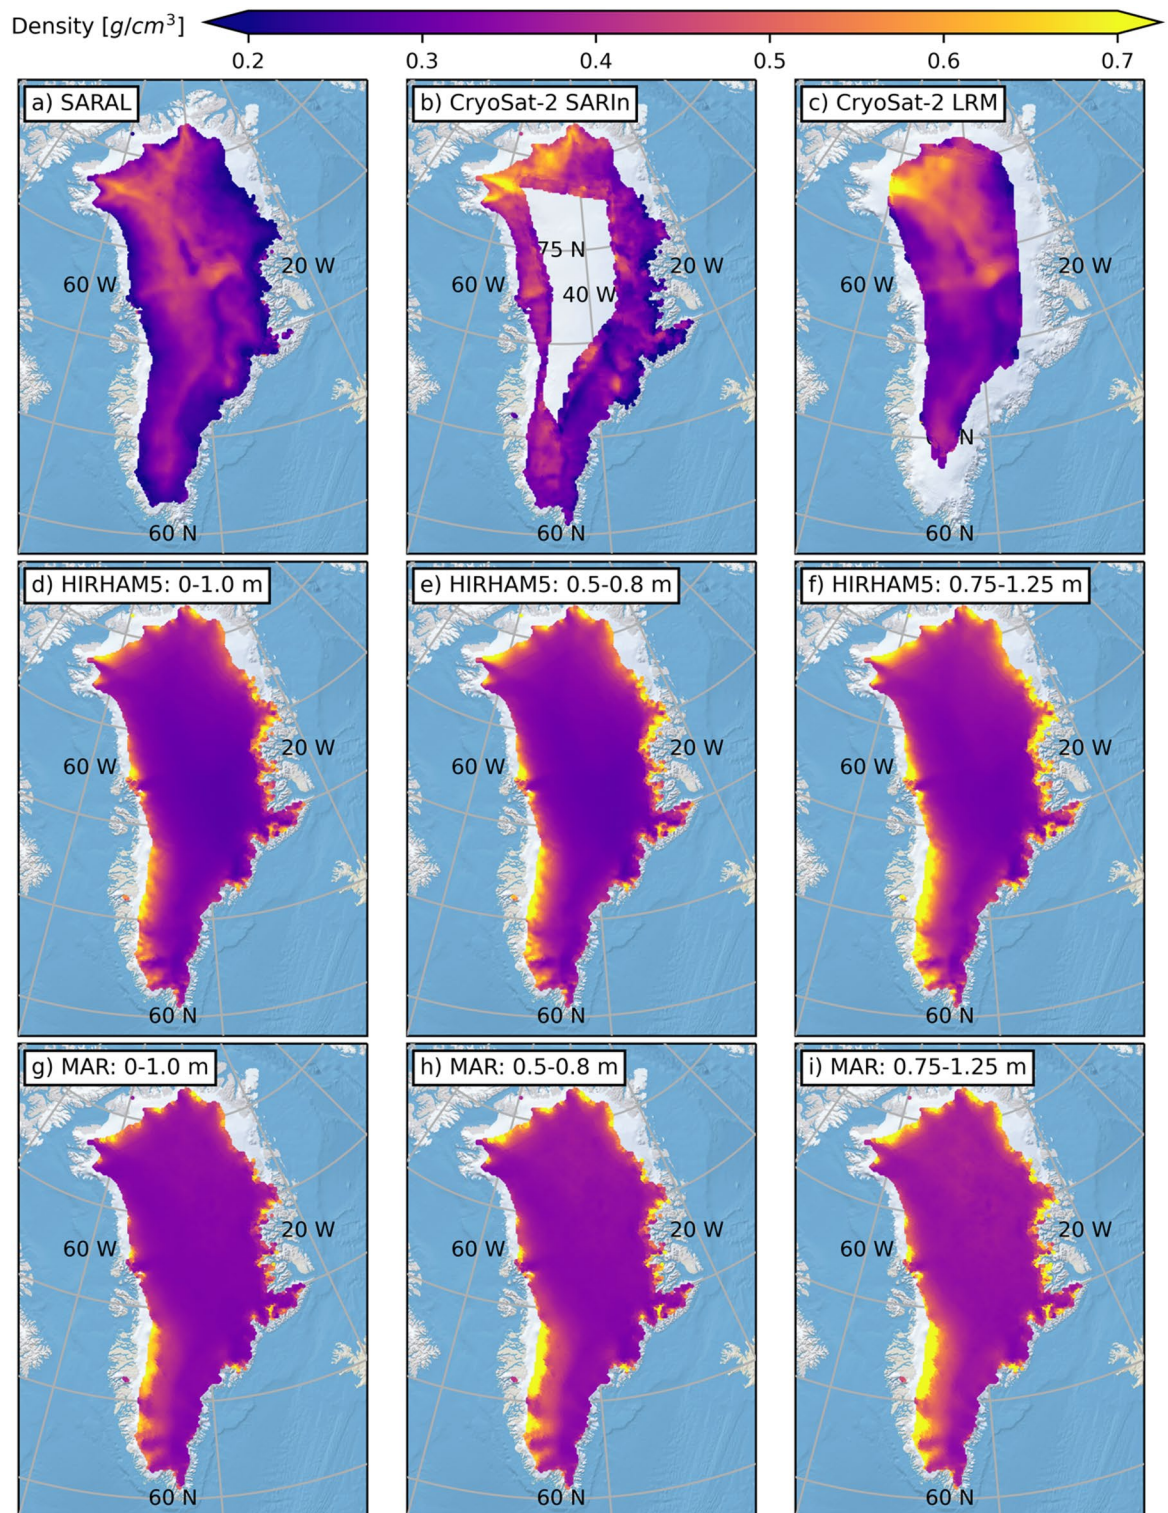 Density [g/cm³]
0.2 0.3 0.4 0.5 0.6 0.7
a) SARAL
b) CryoSat-2 SARIn
c) CryoSat-2 LRM
60 W
20 W
60 N
75 N
40 W
60 W
20 W
60 N
60 W
20 W
N
60 N
d) HIRHAM5: 0-1.0 m
e) HIRHAM5: 0.5-0.8 m
f) HIRHAM5: 0.75-1.25 m
60 W
20 W
60 N
60 W
20 W
60 N
60 W
20 W
60 N
g) MAR: 0-1.0 m
h) MAR: 0.5-0.8 m
i) MAR: 0.75-1.25 m
60 W
20 W
60 N
60 W
20 W
60 N
60 W
20 W
60 N